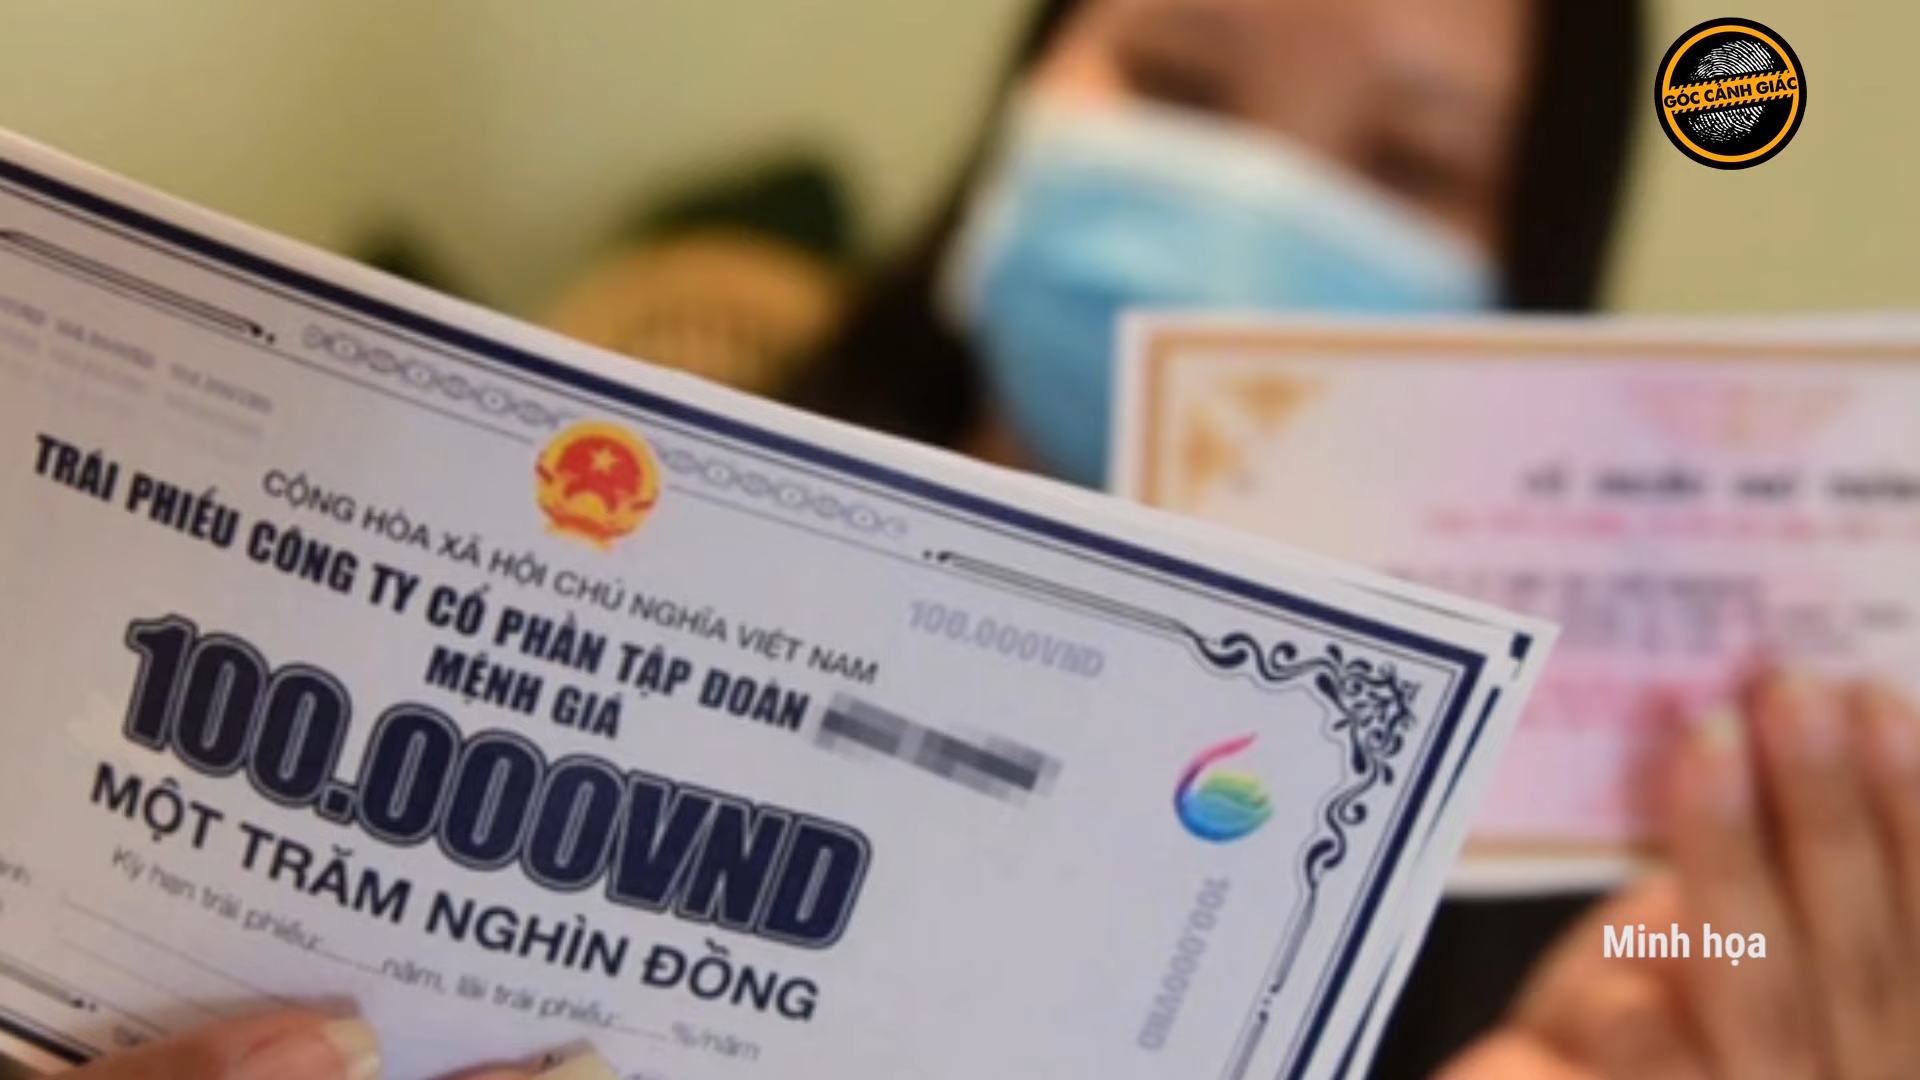 GÓC CẢNH GIÁC
CỘNG HÒA XÃ HỘI CHỦ NGHĨA VIỆT NAM
TRÁI PHIẾU CÔNG TY CỔ PHẦN TẬP ĐOÀN
MỆNH GIÁ
100.000VND
100.000VND
MỘT TRĂM NGHÌN ĐỒNG
Kỳ hạn trái phiếu:......năm, lãi trái phiếu:......%/năm
100.000VND
Minh họa